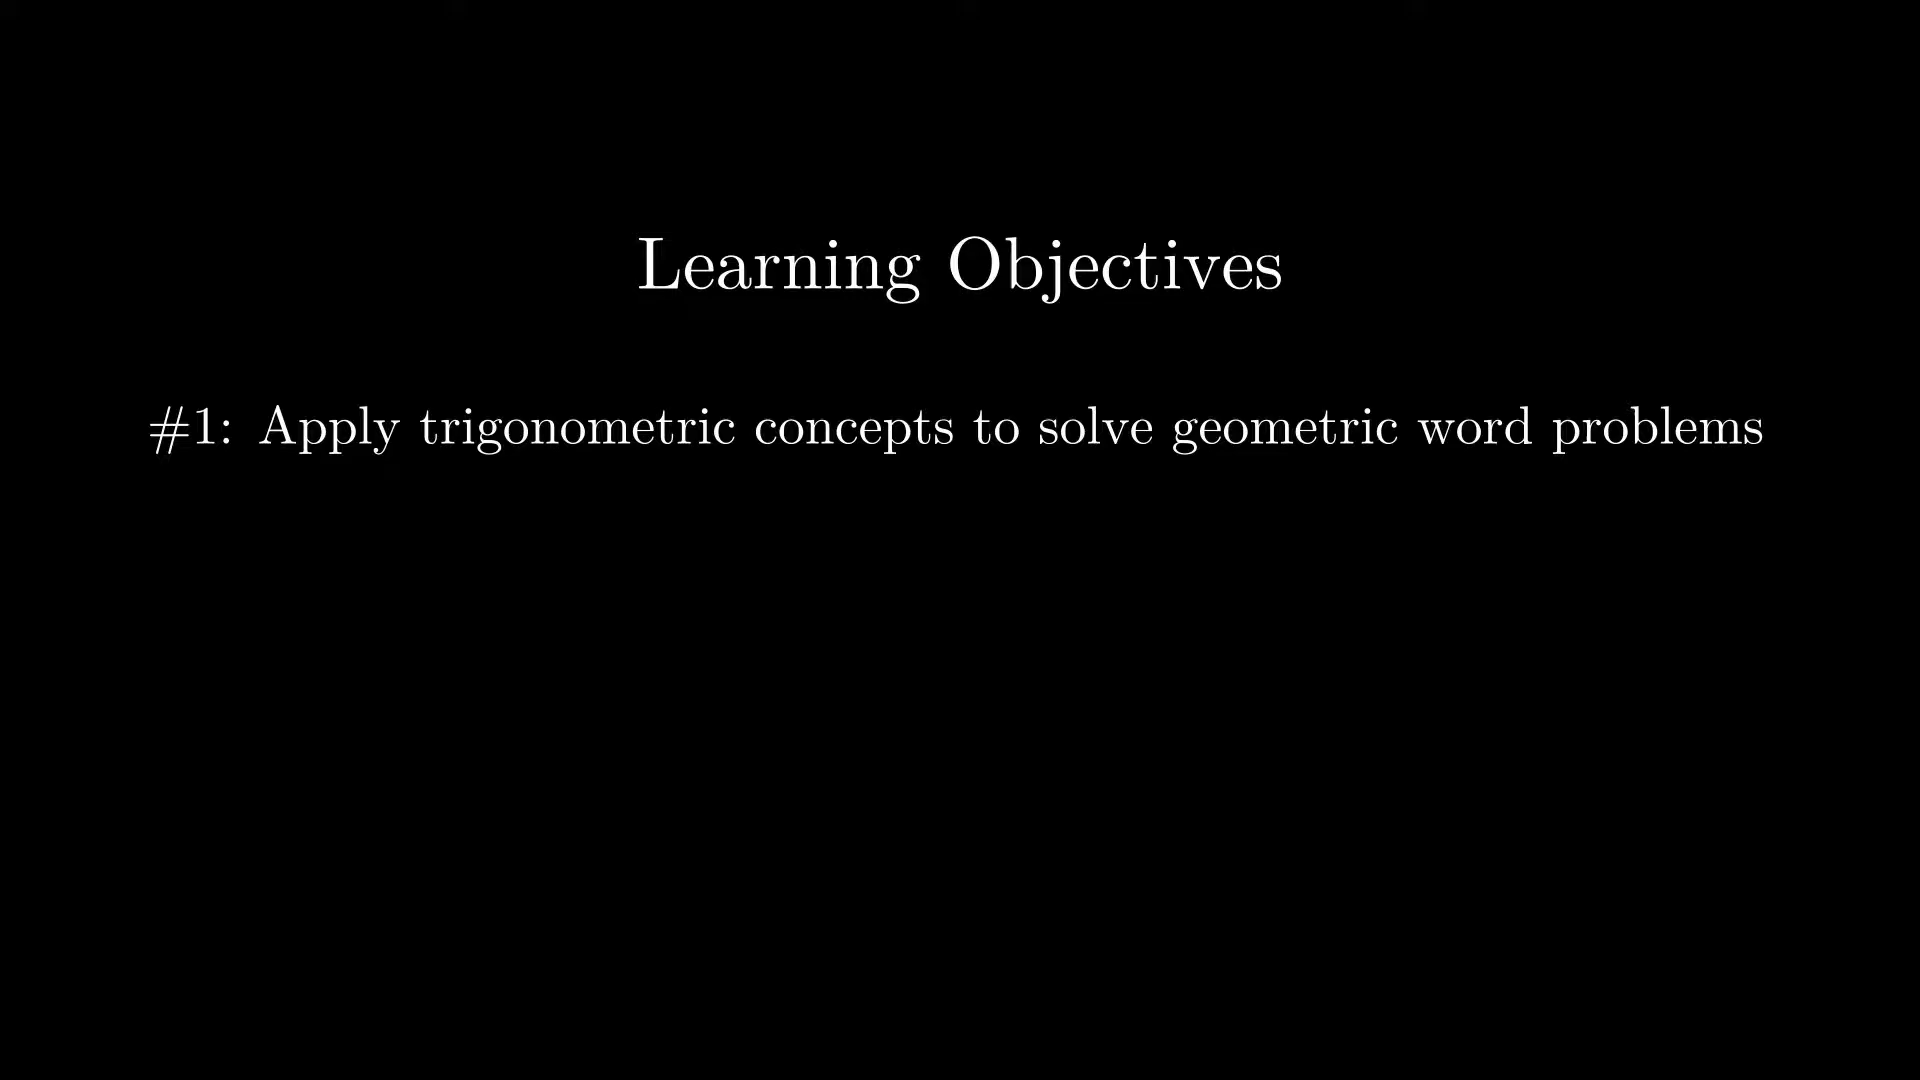 Learning Objectives
#1: Apply trigonometric concepts to solve geometric word problems